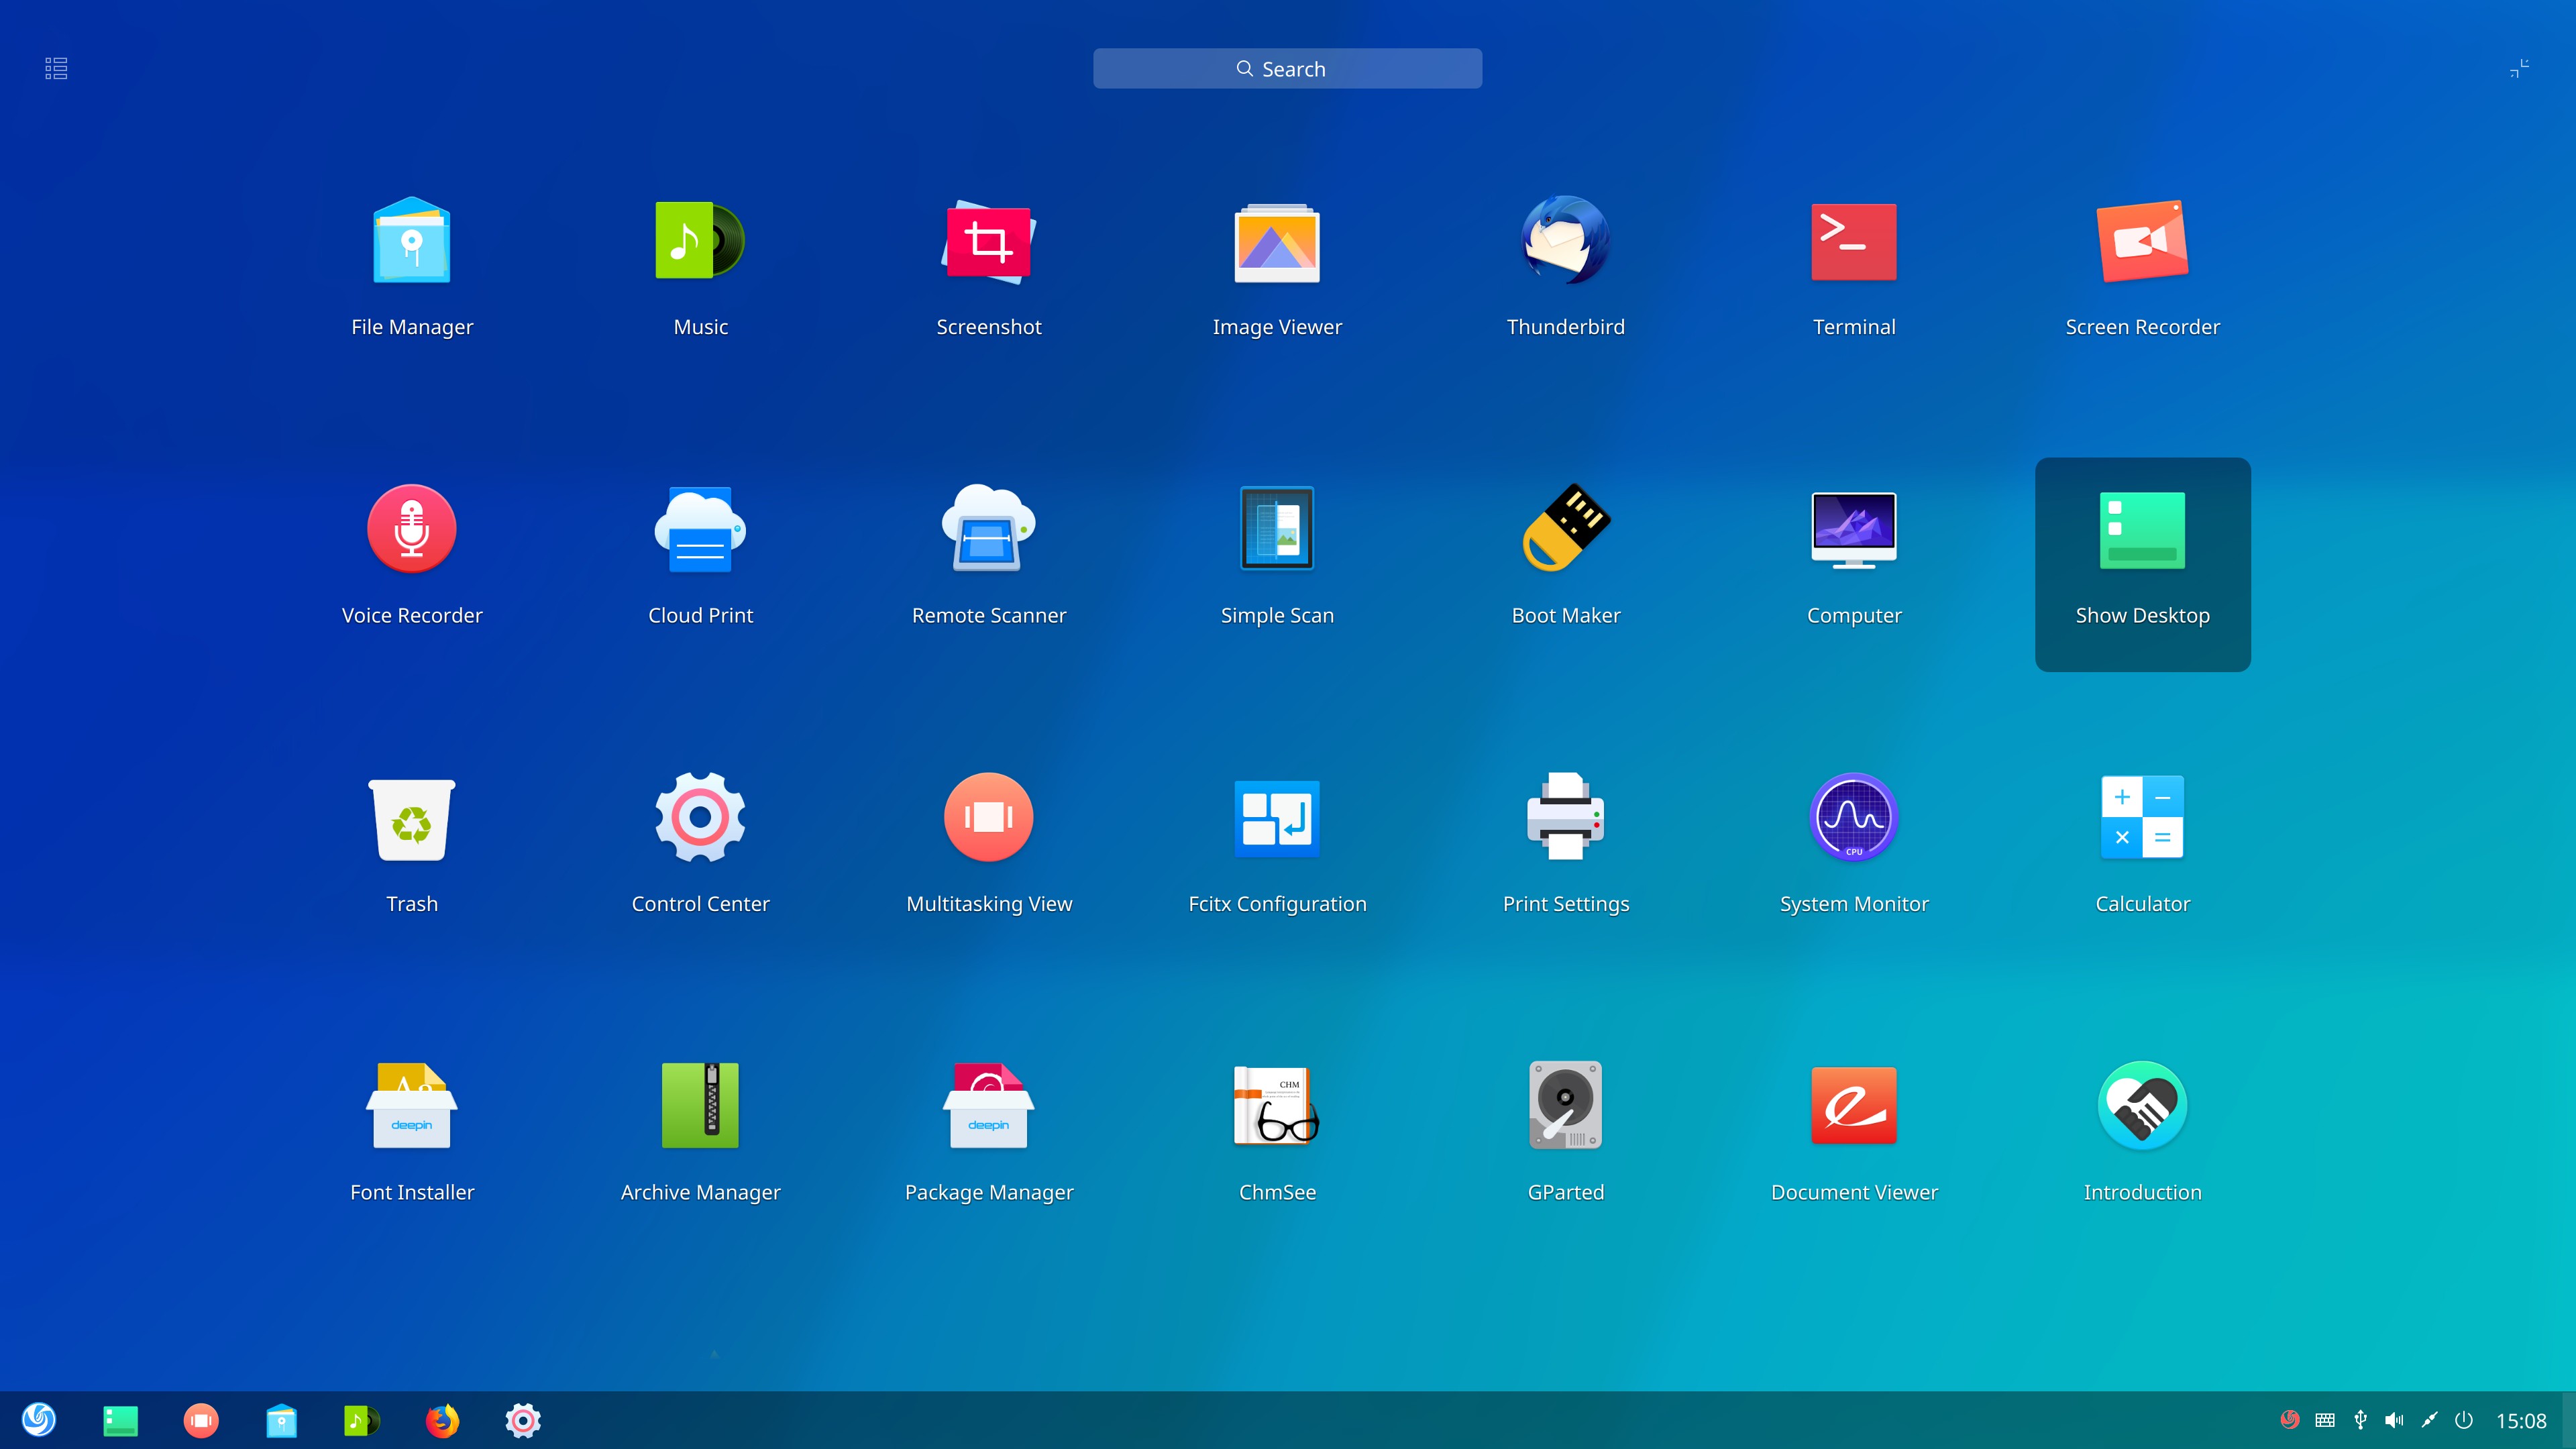 Search
File Manager
Music
Screenshot
Image Viewer
Thunderbird
Terminal
Screen Recorder
Voice Recorder
Cloud Print
Remote Scanner
Simple Scan
Boot Maker
Computer
Show Desktop
CPU
Trash
Control Center
Multitasking View
Fcitx Configuration
Print Settings
System Monitor
Calculator
Aa
deepin
deepin
CHM
Font Installer
Archive Manager
Package Manager
ChmSee
GParted
Document Viewer
Introduction
15:08